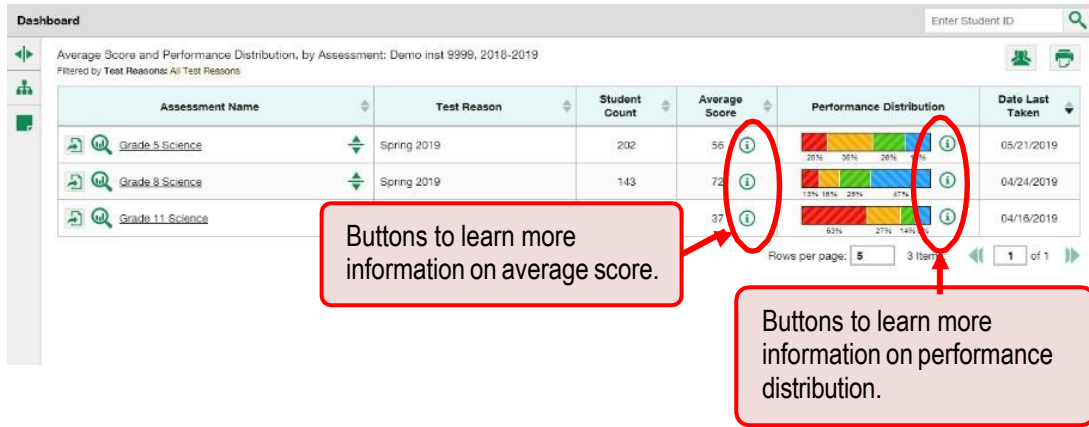 Dashboard
Enter Student ID
Average Score and Performance Distribution, by Assessment: Demo inst 9999, 2018-2019
Filtered by Test Reasons: All Test Reasons
Assessment Name Test Reason Student Count Average Score Performance Distribution Date Last Taken
Grade 5 Science Spring 2019 202 56 05/21/2019
20% 36% 26%
Grade 8 Science Spring 2019 143 72 04/24/2019
13% 16% 25% 47%
Grade 11 Science 37 04/16/2019
63% 27% 14%
Rows per page: 5 3 Items 1 of 1
Buttons to learn more
information on average score.
Buttons to learn more
information on performance
distribution.